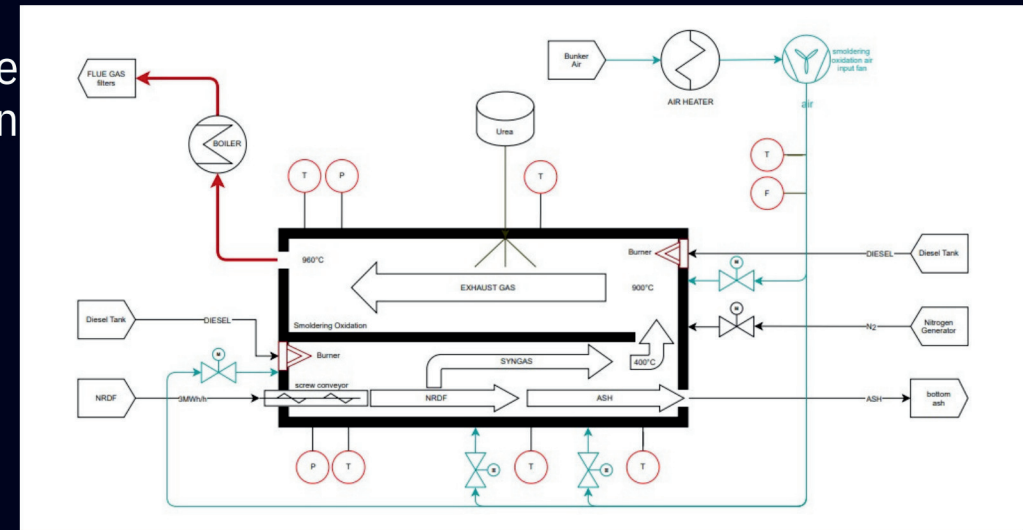 e
n
FLUE GAS
filters
BOILER
Bunker
Air
AIR HEATER
smoldering
oxidation air
input fan
air
Urea
T
P
T
T
F
960°C
Burner
DIESEL
Diesel Tank
EXHAUST GAS
900°C
M
Diesel Tank
DIESEL
Smoldering Oxidation
M
N2
Nitrogen
Generator
M
Burner
SYNGAS
400°C
screw conveyor
NRDF
3MWh/h
NRDF
ASH
ASH
bottom
ash
P
T
M
T
M
T